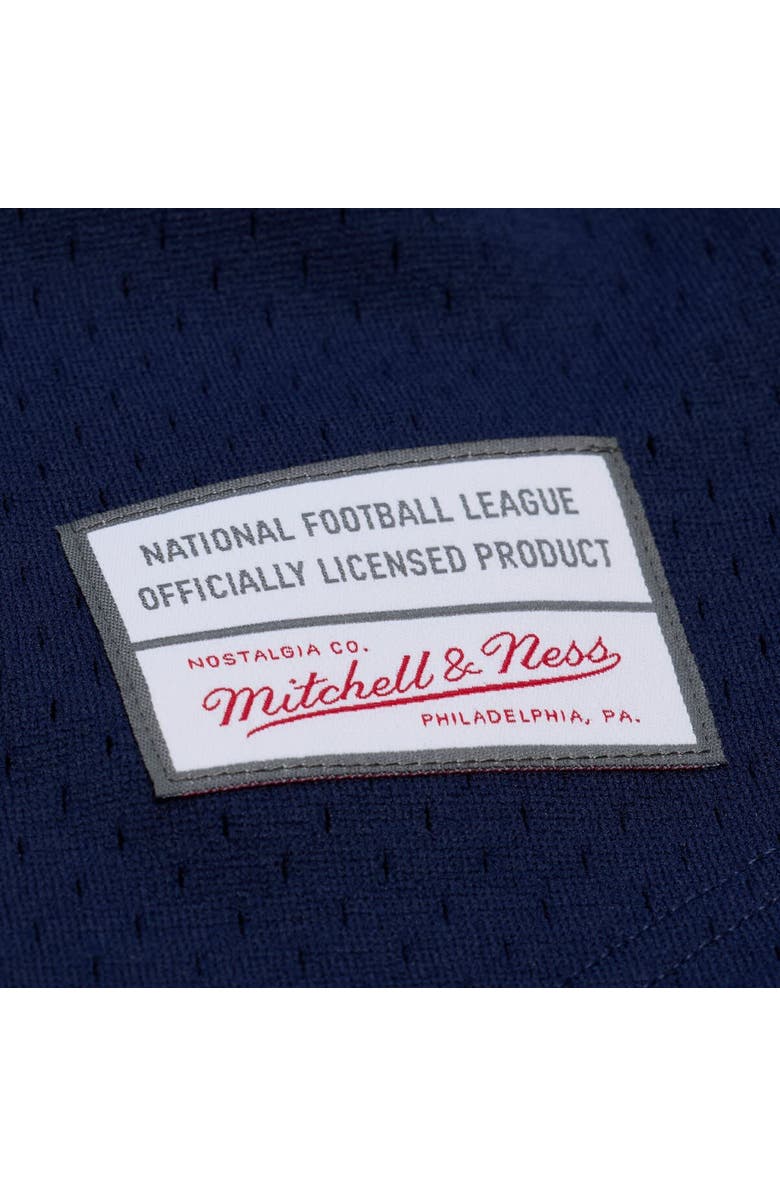 NATIONAL FOOTBALL LEAGUE
OFFICIALLY LICENSED PRODUCT
NOSTALGIA CO.
Mitchell & Ness
PHILADELPHIA, PA.